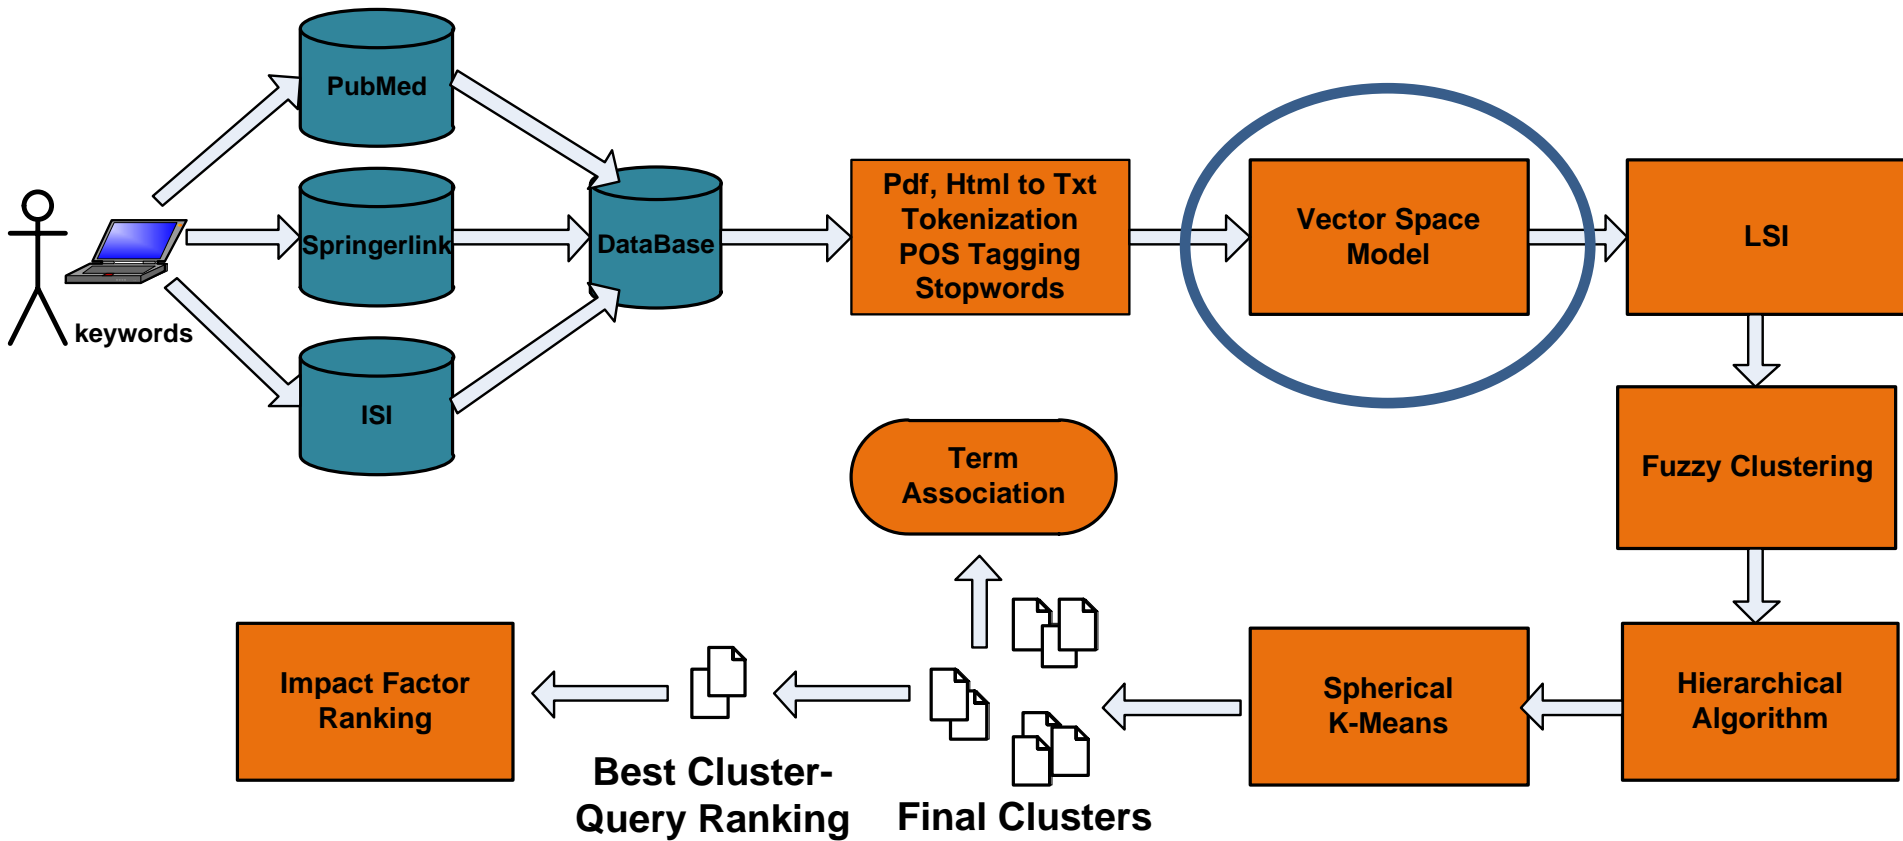 PubMed
Springerlink
ISI
keywords
DataBase
Pdf, Html to Txt
Tokenization
POS Tagging
Stopwords
Vector Space
Model
LSI
Fuzzy Clustering
Hierarchical
Algorithm
Spherical
K-Means
Term
Association
Final Clusters
Best Cluster-
Query Ranking
Impact Factor
Ranking